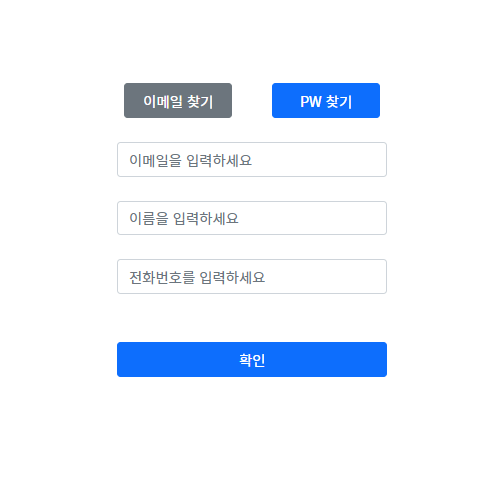 이메일 찾기
PW 찾기
이메일을 입력하세요
이름을 입력하세요
전화번호를 입력하세요
확인